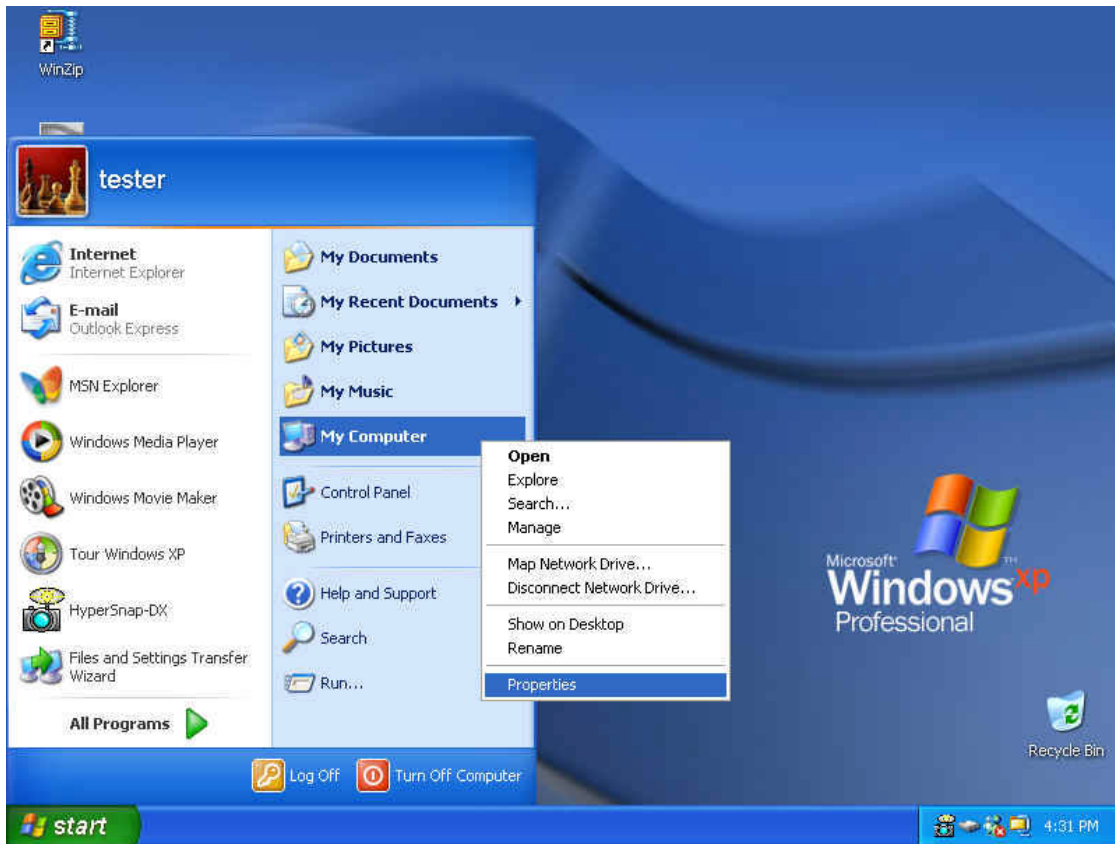 WinZip
tester
Internet
Internet Explorer
E-mail
Outlook Express
MSN Explorer
Windows Media Player
Windows Movie Maker
Tour Windows XP
HyperSnap-DX
Files and Settings Transfer
Wizard
All Programs
My Documents
My Recent Documents
My Pictures
My Music
My Computer
Control Panel
Printers and Faxes
Help and Support
Search
Run...
Open
Explore
Search...
Manage
Map Network Drive...
Disconnect Network Drive...
Show on Desktop
Rename
Properties
Microsoft®
Windows xp ™
Professional
Recycle Bin
Log Off
Turn Off Computer
start
4:31 PM